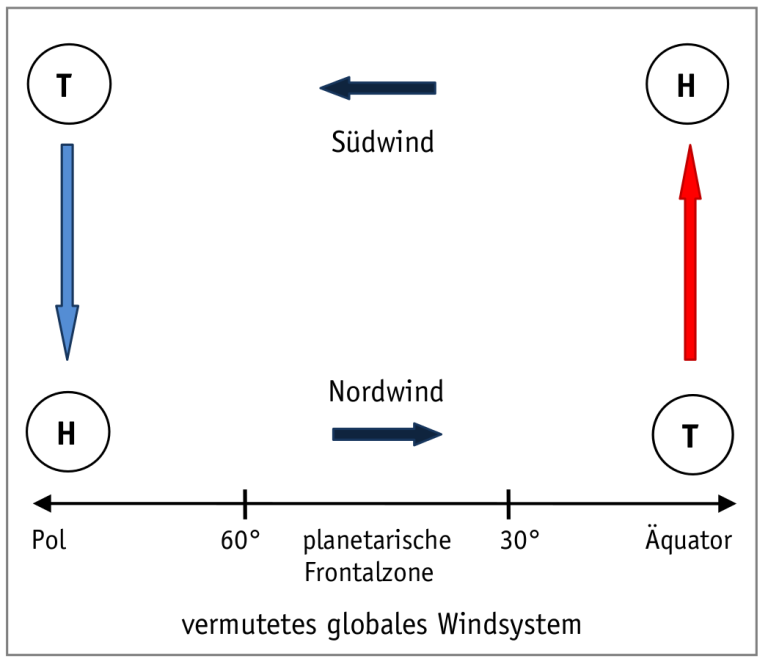 T
H
Südwind
Nordwind
H
T
Pol
60°
planetarische
Frontalzone
30°
Äquator
vermutetes globales Windsystem